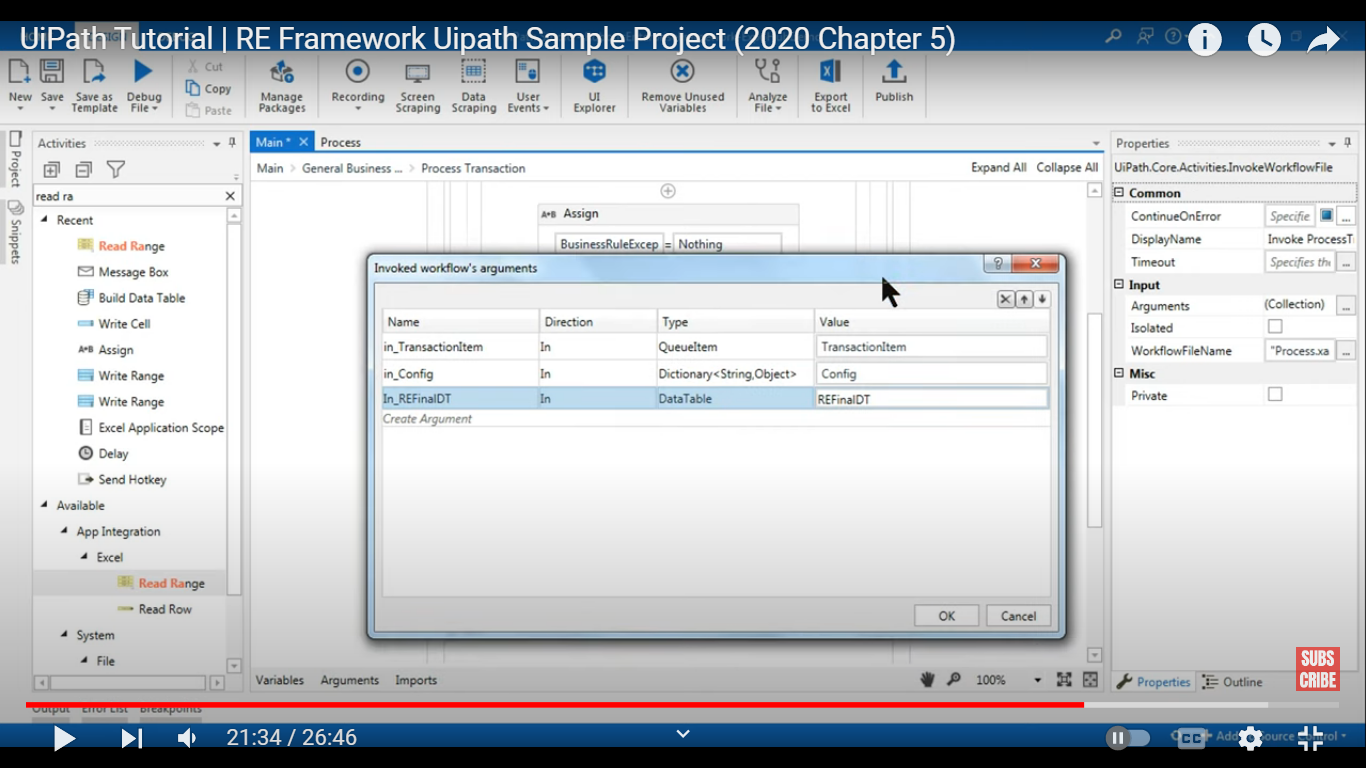 UiPath Tutorial | RE Framework Uipath Sample Project (2020 Chapter 5)
New
Save
Save as Template
Debug File
Cut
Copy
Paste
Manage Packages
Recording
Screen Scraping
Data Scraping
User Events
UI Explorer
Remove Unused Variables
Analyze File
Export to Excel
Publish
Project
Snippets
Activities
read ra
Recent
Read Range
Message Box
Build Data Table
Write Cell
A+B Assign
Write Range
Write Range
Excel Application Scope
Delay
Send Hotkey
Available
App Integration
Excel
Read Range
Read Row
System
File
Main * Process
Main > General Business ... > Process Transaction
Expand All Collapse All
A+B Assign
BusinessRuleExcep = Nothing
Invoked workflow's arguments
Name Direction Type Value
in_TransactionItem In QueueItem TransactionItem
in_Config In Dictionary<String,Object> Config
In_REFinalDT In DataTable REFinalDT
Create Argument
OK Cancel
Variables Arguments Imports
100%
Properties
UiPath.Core.Activities.InvokeWorkflowFile
Common
ContinueOnError Specifie ...
DisplayName Invoke ProcessT
Timeout Specifies the ...
Input
Arguments (Collection) ...
Isolated
WorkflowFileName "Process.xa ...
Misc
Private
Properties Outline
SUBS
CRIBE
Output Error List Breakpoints
21:34 / 26:46
CC